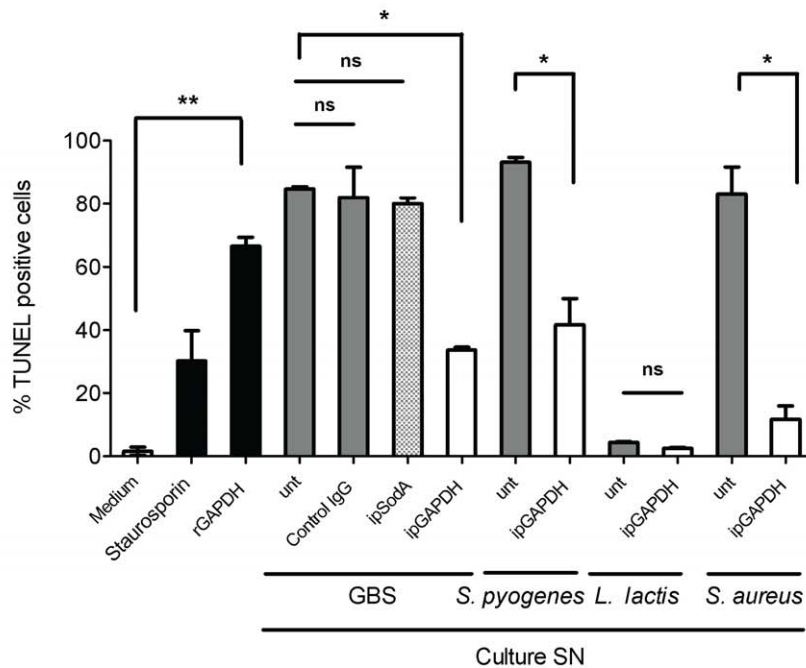 *
*
*
ns
**
ns
ns
% TUNEL positive cells
100
80
60
40
20
0
Medium
Staurosporin
rGAPDH
unt
Control IgG
ipSodA
ipGAPDH
unt
ipGAPDH
unt
ipGAPDH
unt
ipGAPDH
GBS
S. pyogenes
L. lactis
S. aureus
Culture SN